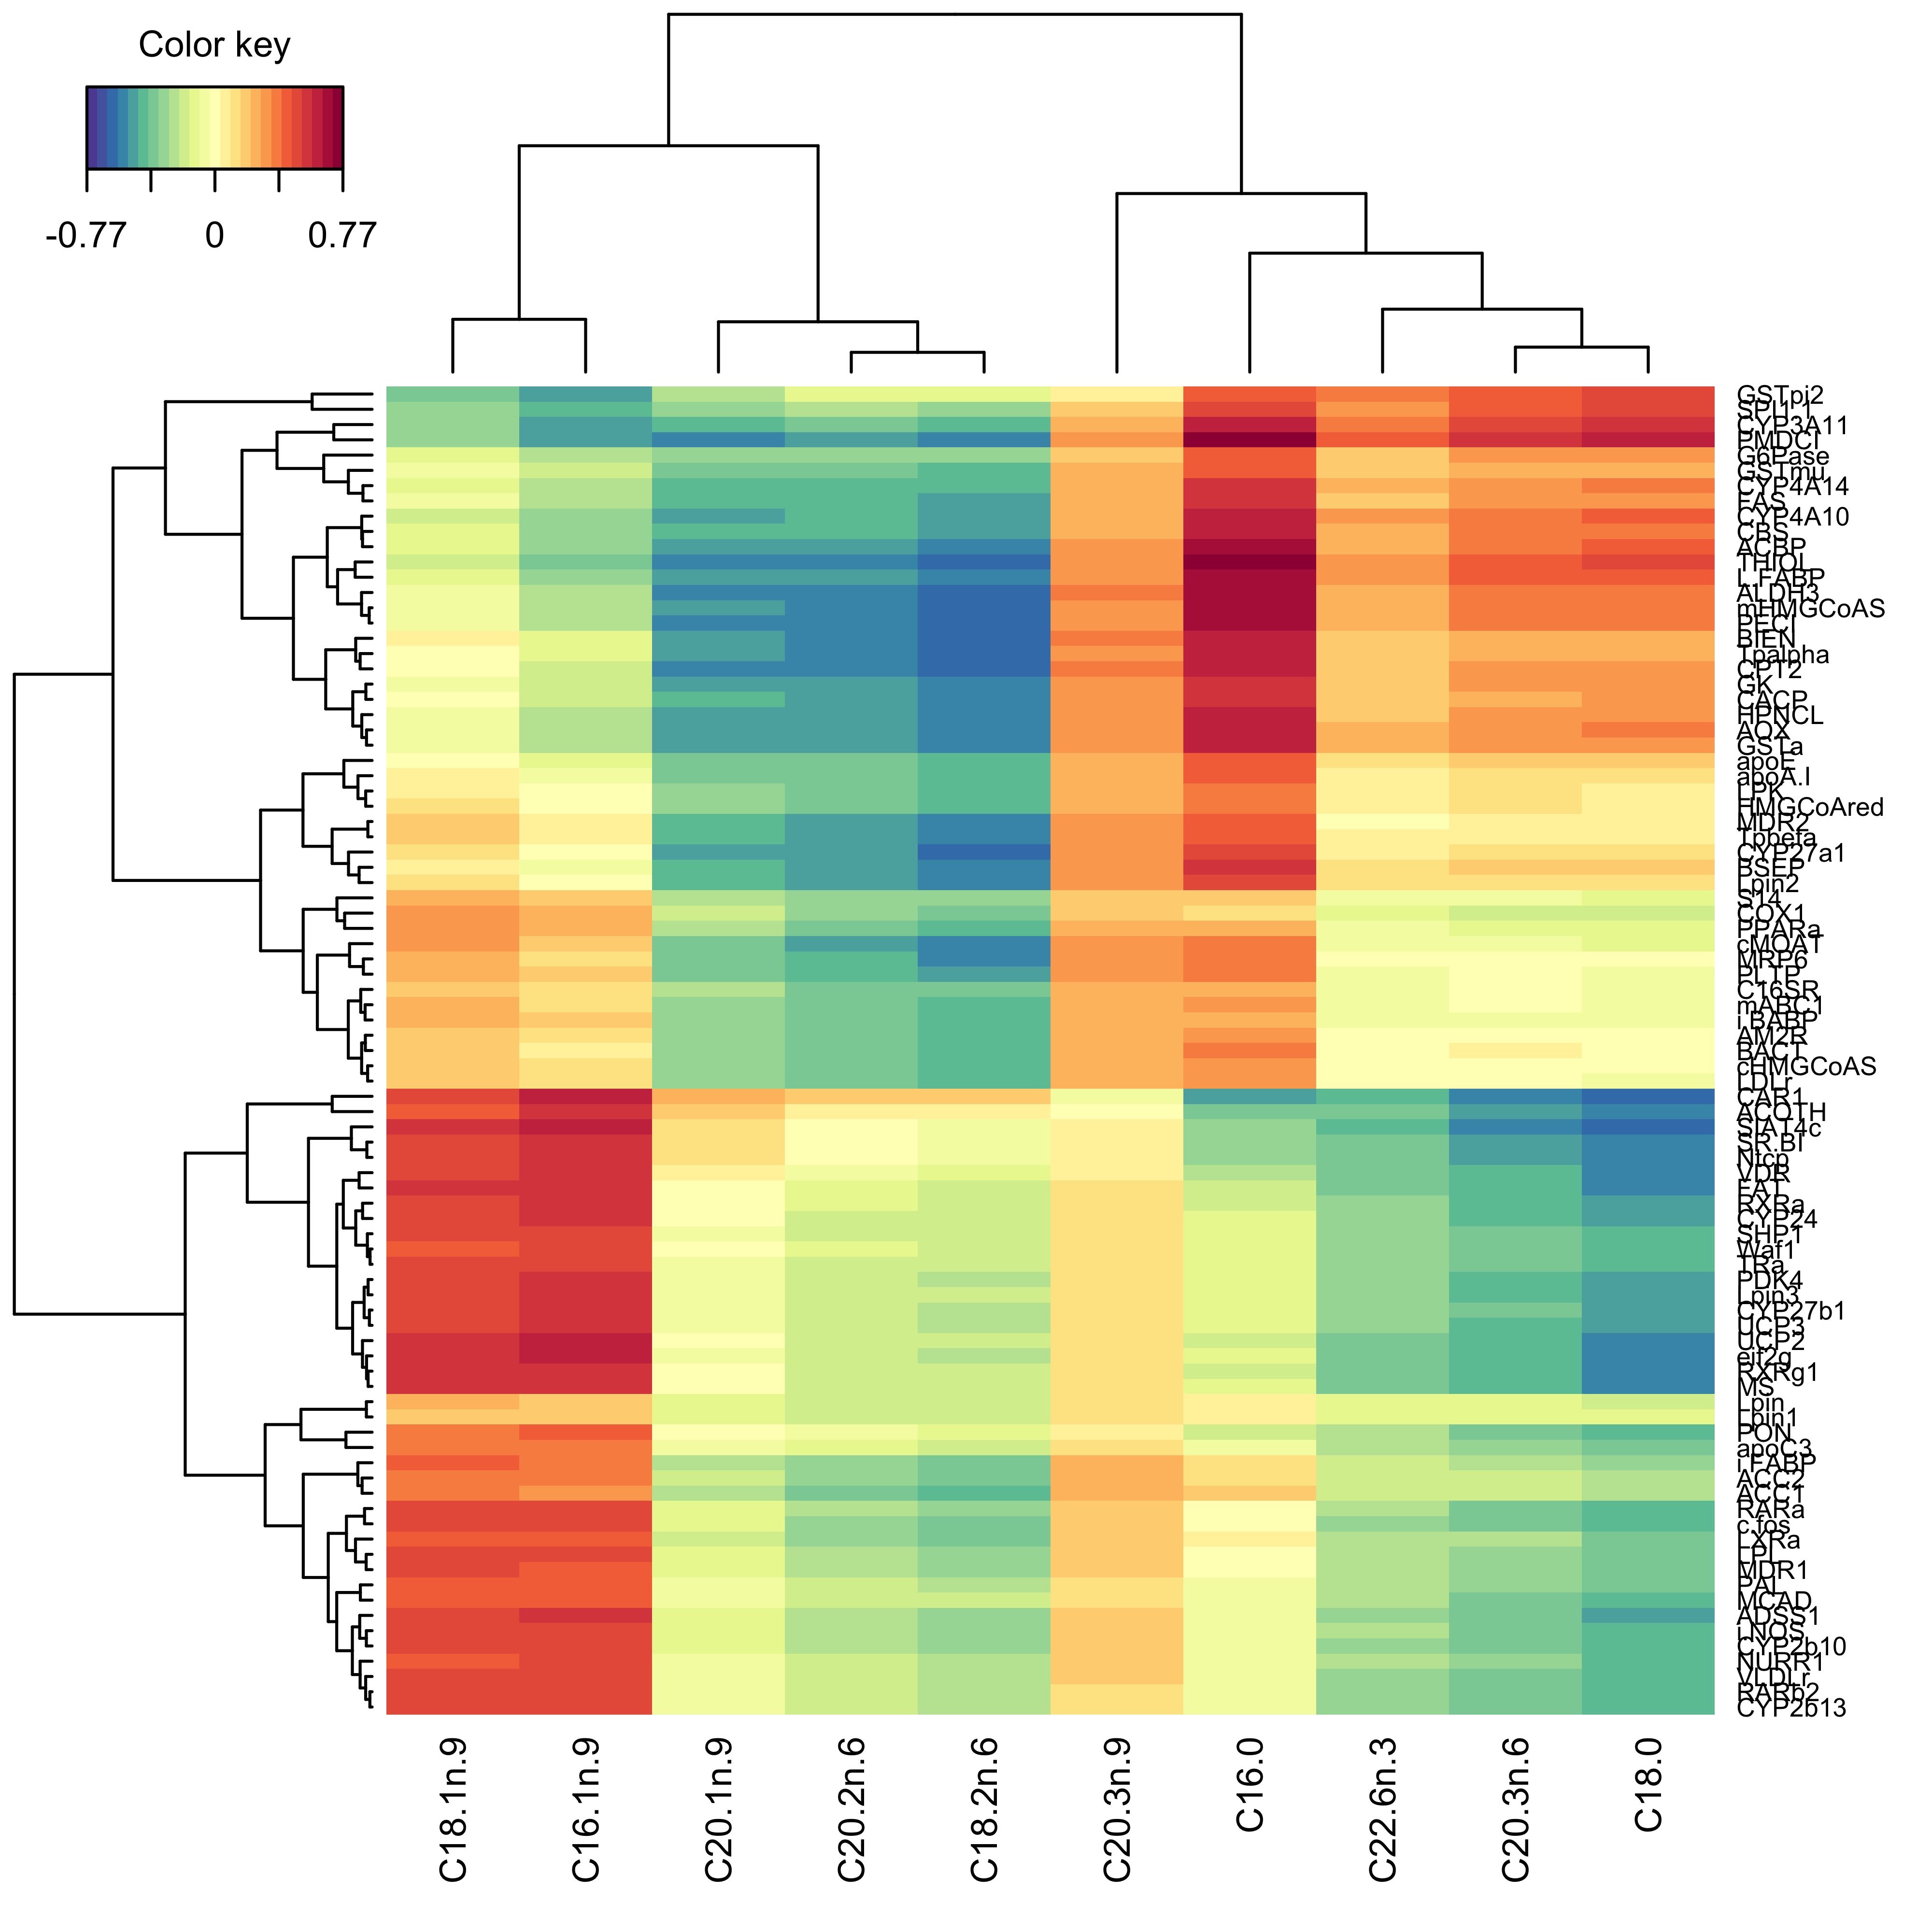 Color key
-0.77 0 0.77
GSTpi2
SPI1.1
CYP3A11
PMDCI
G6Pase
GSTmu
CYP4A14
FAS
CYP4A10
CBS
ACBP
THIOL
L.FABP
ALDH3
mHMGCoAS
PECI
BIEN
Tpalpha
CPT2
GK
CACP
HPNCL
AOX
GSTa
apoE
apoA.I
LPK
HMGCoAred
MDR2
Tpbeta
CYP27a1
BSEP
Lpin2
S14
COX1
PPARa
cMOAT
MRP6
PLTP
C16SR
mABC1
i.BABP
AM2R
BACT
cHMGCoAS
LDLr
CAR1
ACOTH
SIAT4c
SR.BI
Ntcp
VDR
FAT
RXRa
CYP24
SHP1
Waf1
TRa
PDK4
Lpin3
CYP27b1
UCP3
UCP2
eif2g
RXRg1
MS
Lpin
Lpin1
PON
apoC3
i.FABP
ACC2
ACC1
RARa
c.fos
LXRa
LPL
MDR1
PAL
MCAD
ADSS1
i.NOS
CYP2b10
NURR1
VLDLr
RARb2
CYP2b13
C18.1n.9 C16.1n.9 C20.1n.9 C20.2n.6 C18.2n.6 C20.3n.9 C16.0 C22.6n.3 C20.3n.6 C18.0